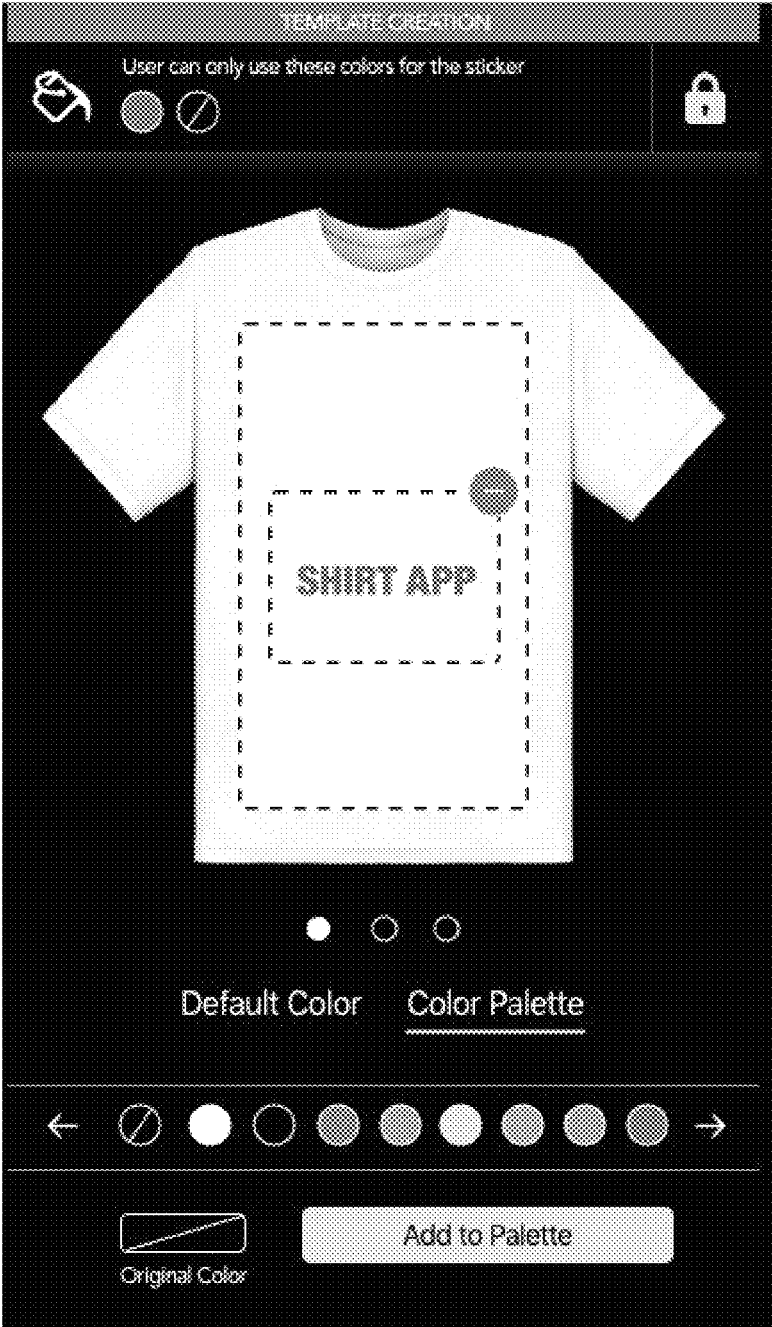 TEMPLATE CREATION
User can only use these colors for the sticker
SHIRT APP
Default Color Color Palette
Add to Palette
Original Color